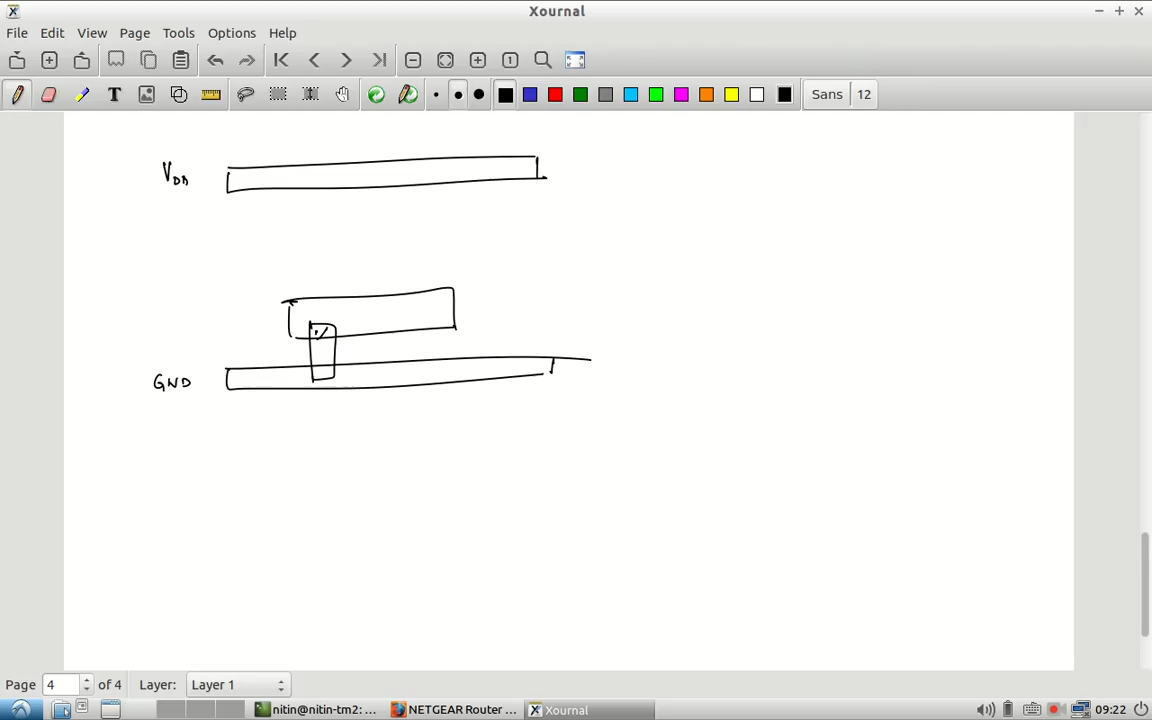 Xournal
File Edit View Page Tools Options Help
Sans 12
VDD
GND
Page 4 of 4 Layer: Layer 1
nitin@nitin-tm2: ... NETGEAR Router ... Xournal 09:22